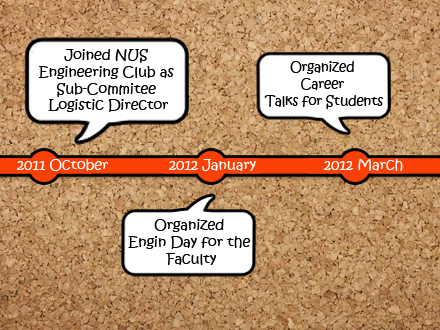 Joined NUS
Engineering Club as
Sub-Commitee
Logistic Director
Organized
Career
Talks for Students
2011 October
2012 January
2012 March
Organized
Engin Day for the
Faculty